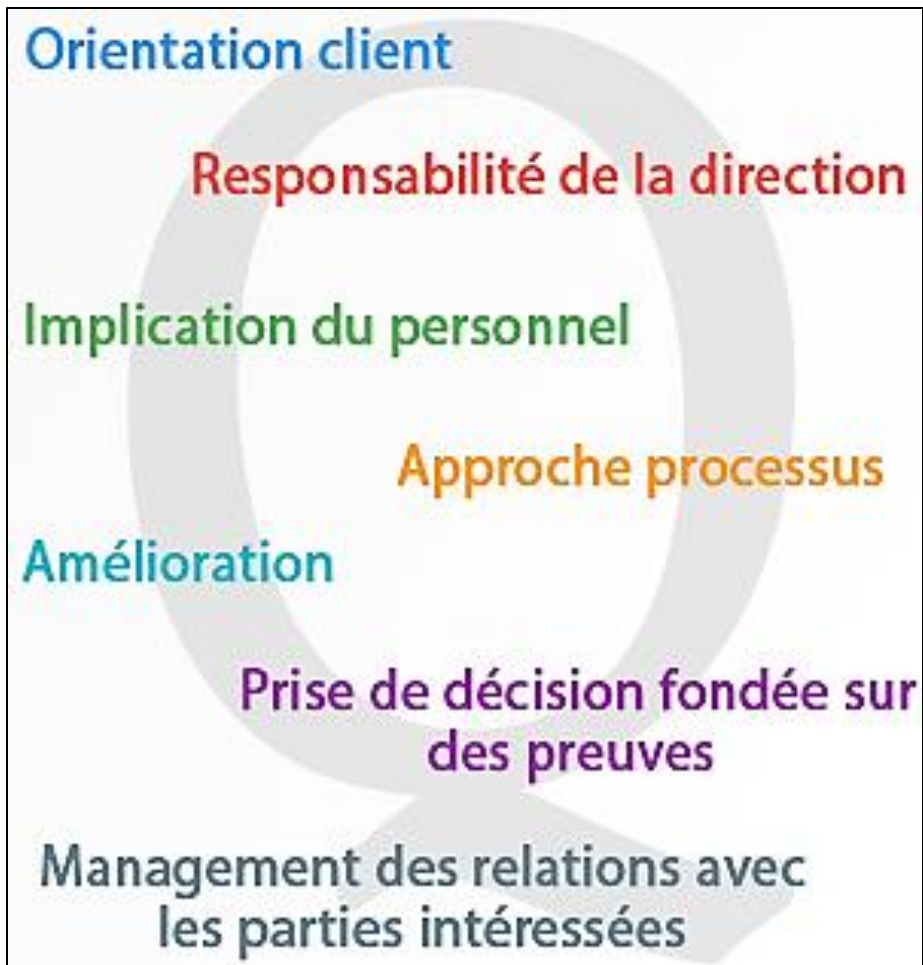 Orientation client
Responsabilité de la direction
Implication du personnel
Approche processus
Amélioration
Prise de décision fondée sur
des preuves
Management des relations avec
les parties intéressées
Q